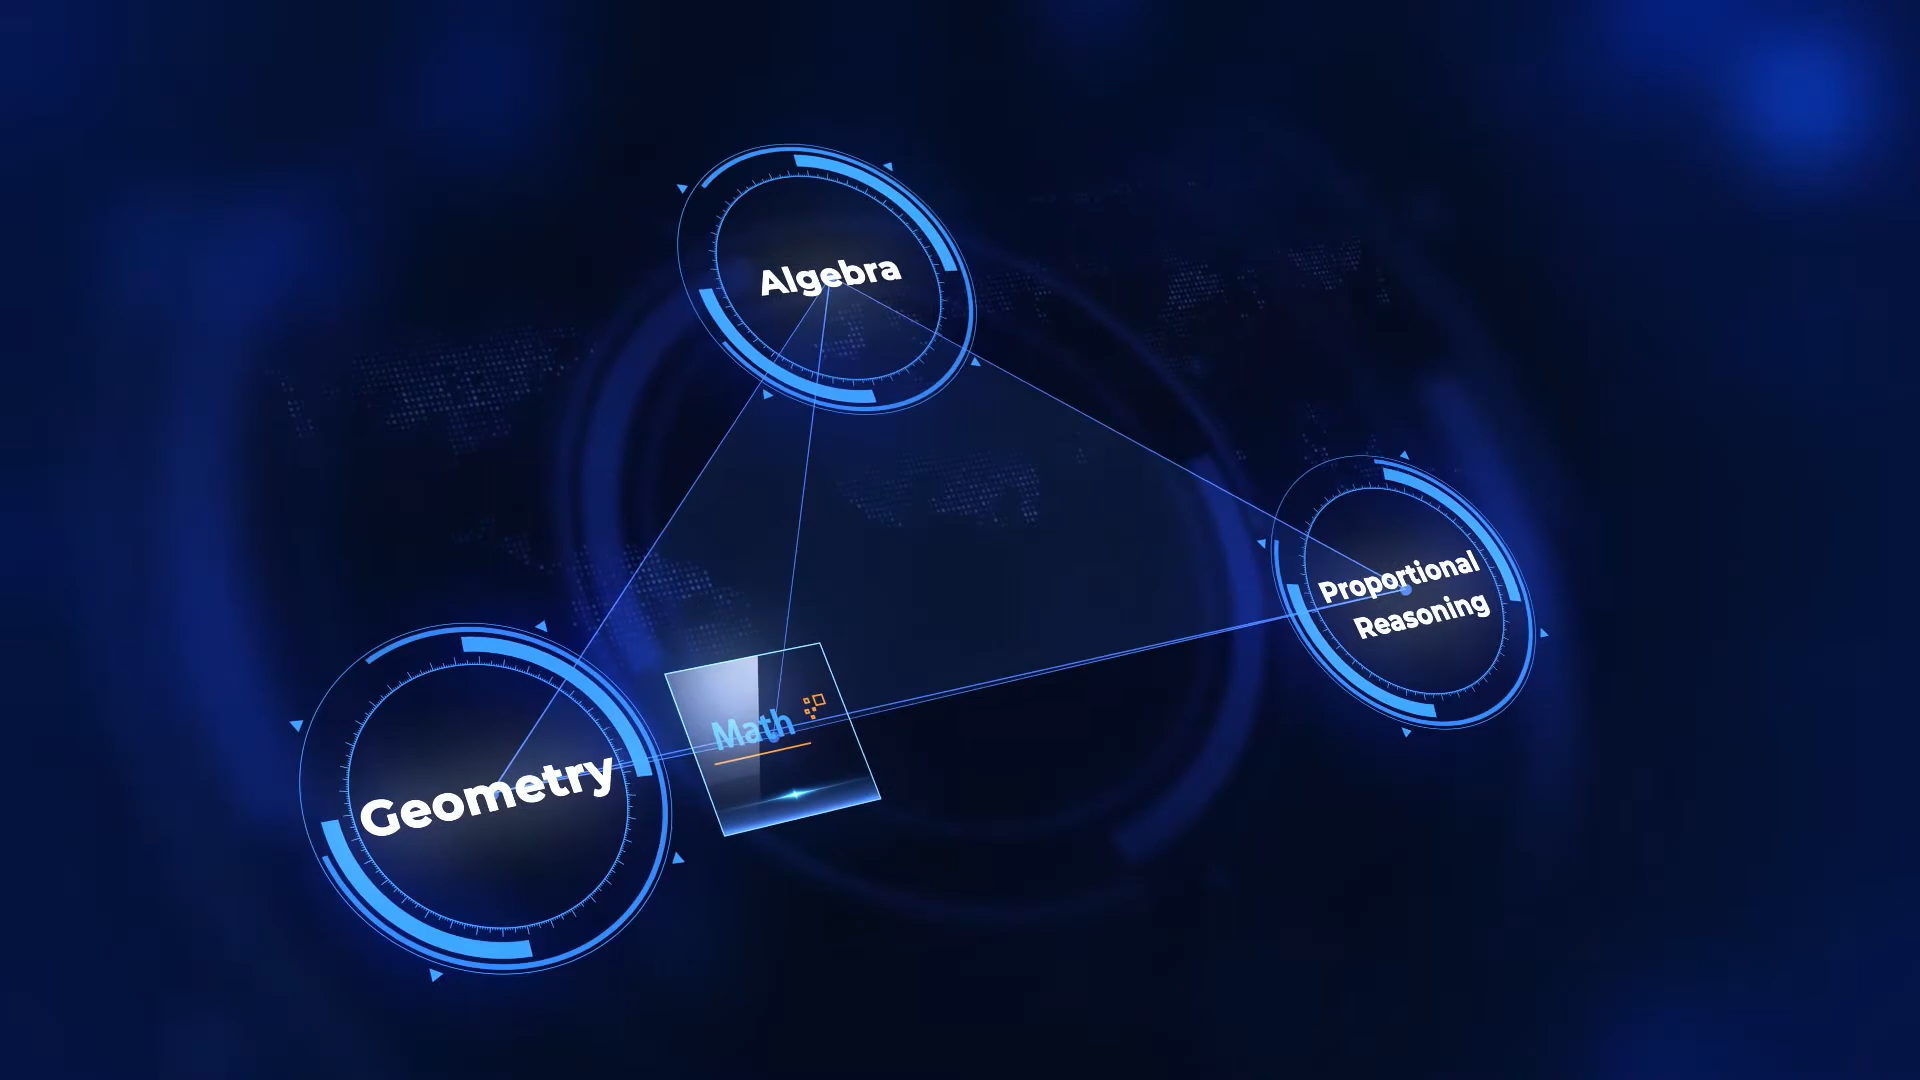 Algebra
Proportional
Reasoning
Math
Geometry